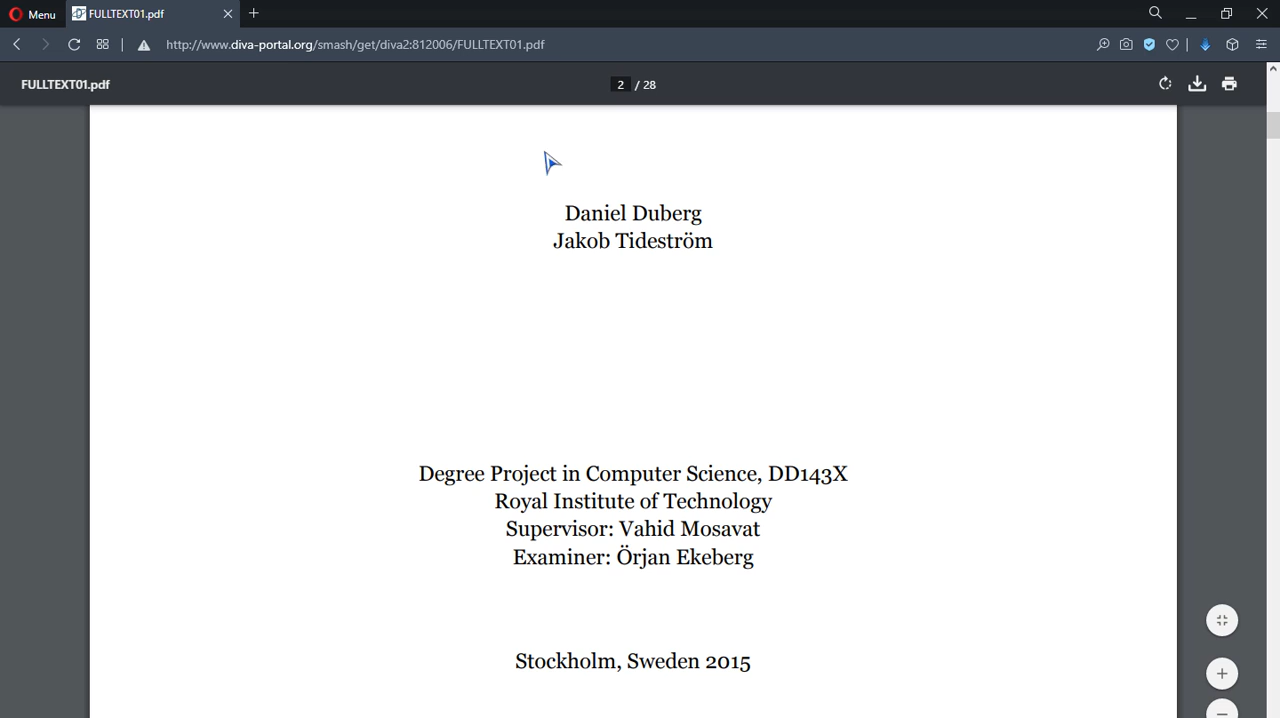 Menu
FULLTEXT01.pdf
http://www.diva-portal.org/smash/get/diva2:812006/FULLTEXT01.pdf
FULLTEXT01.pdf
2 / 28
Daniel Duberg
Jakob Tideström
Degree Project in Computer Science, DD143X
Royal Institute of Technology
Supervisor: Vahid Mosavat
Examiner: Örjan Ekeberg
Stockholm, Sweden 2015